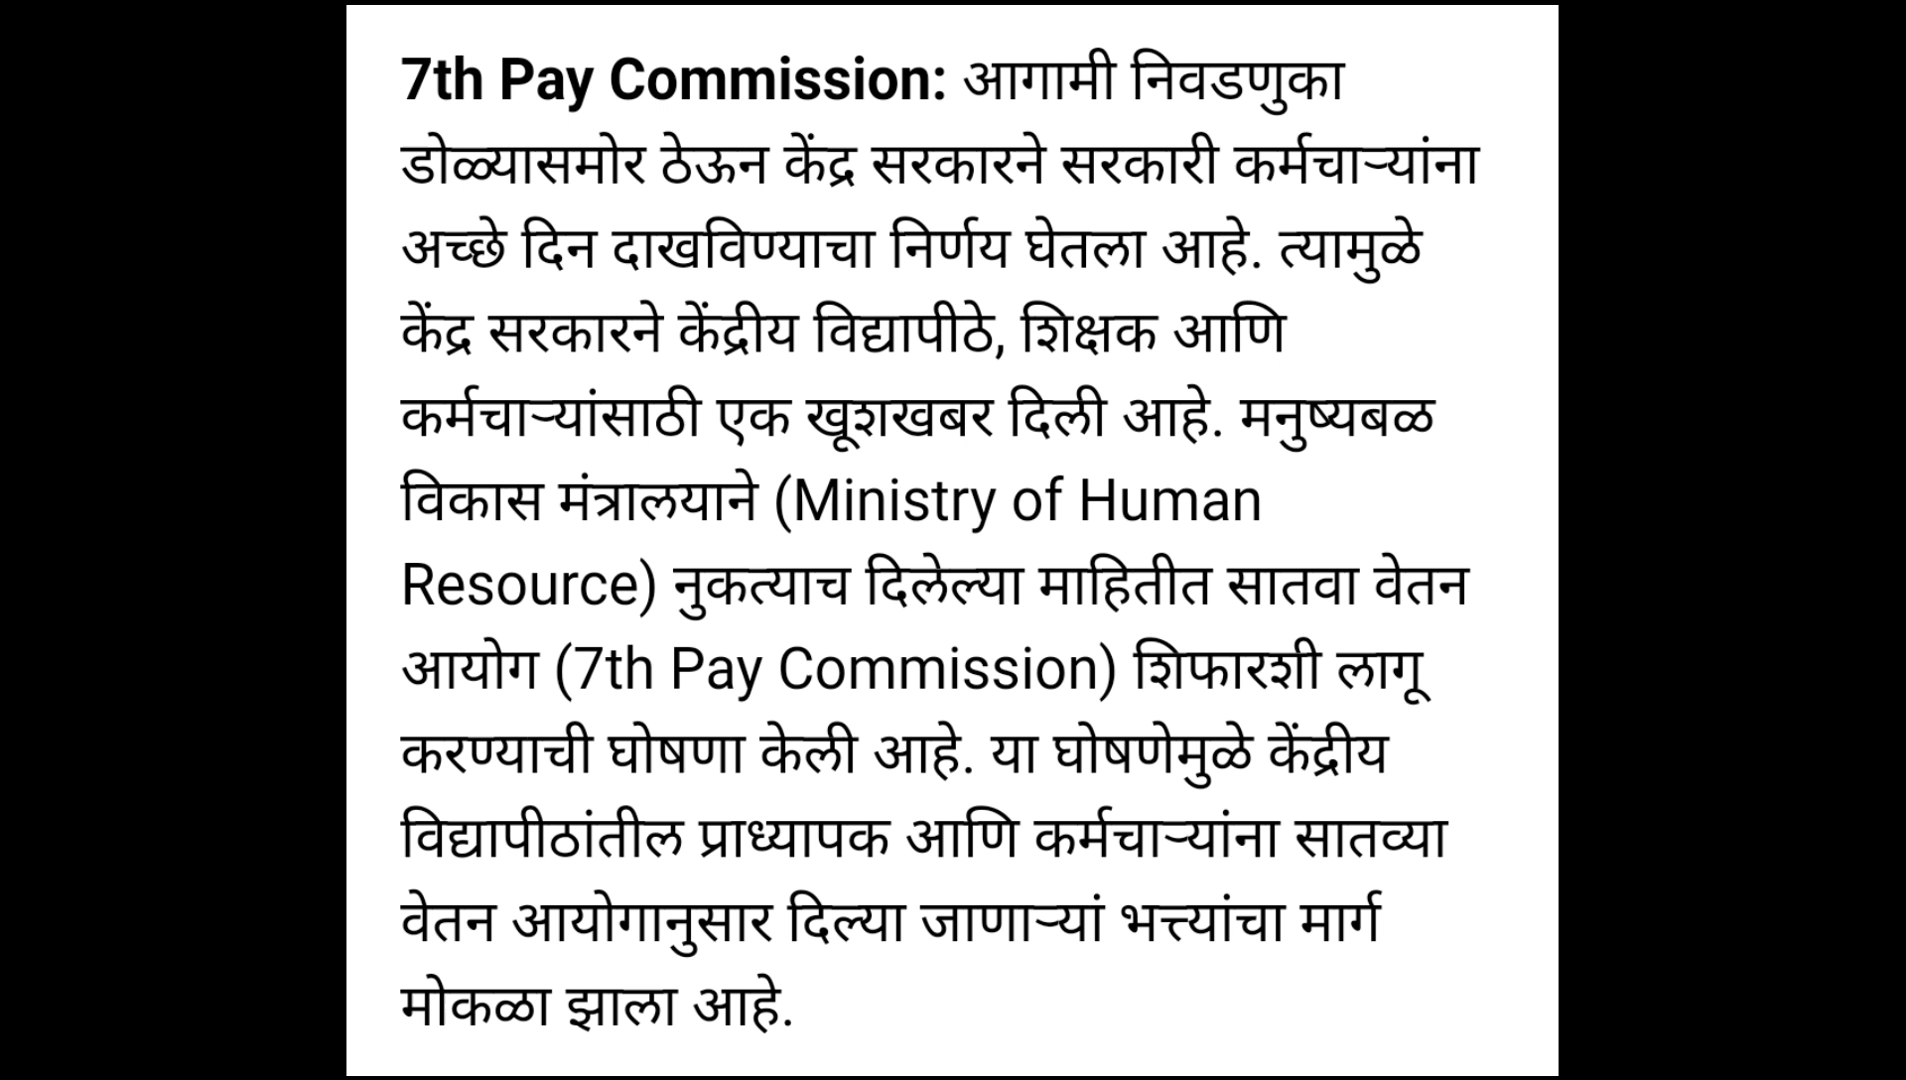 7th Pay Commission: आगामी निवडणुका
डोळ्यासमोर ठेऊन केंद्र सरकारने सरकारी कर्मचाऱ्यांना
अच्छे दिन दाखविण्याचा निर्णय घेतला आहे. त्यामुळे
केंद्र सरकारने केंद्रीय विद्यापीठे, शिक्षक आणि
कर्मचाऱ्यांसाठी एक खूशखबर दिली आहे. मनुष्यबळ
विकास मंत्रालयाने (Ministry of Human
Resource) नुकत्याच दिलेल्या माहितीत सातवा वेतन
आयोग (7th Pay Commission) शिफारशी लागू
करण्याची घोषणा केली आहे. या घोषणेमुळे केंद्रीय
विद्यापीठांतील प्राध्यापक आणि कर्मचाऱ्यांना सातव्या
वेतन आयोगानुसार दिल्या जाणाऱ्यां भत्त्यांचा मार्ग
मोकळा झाला आहे.